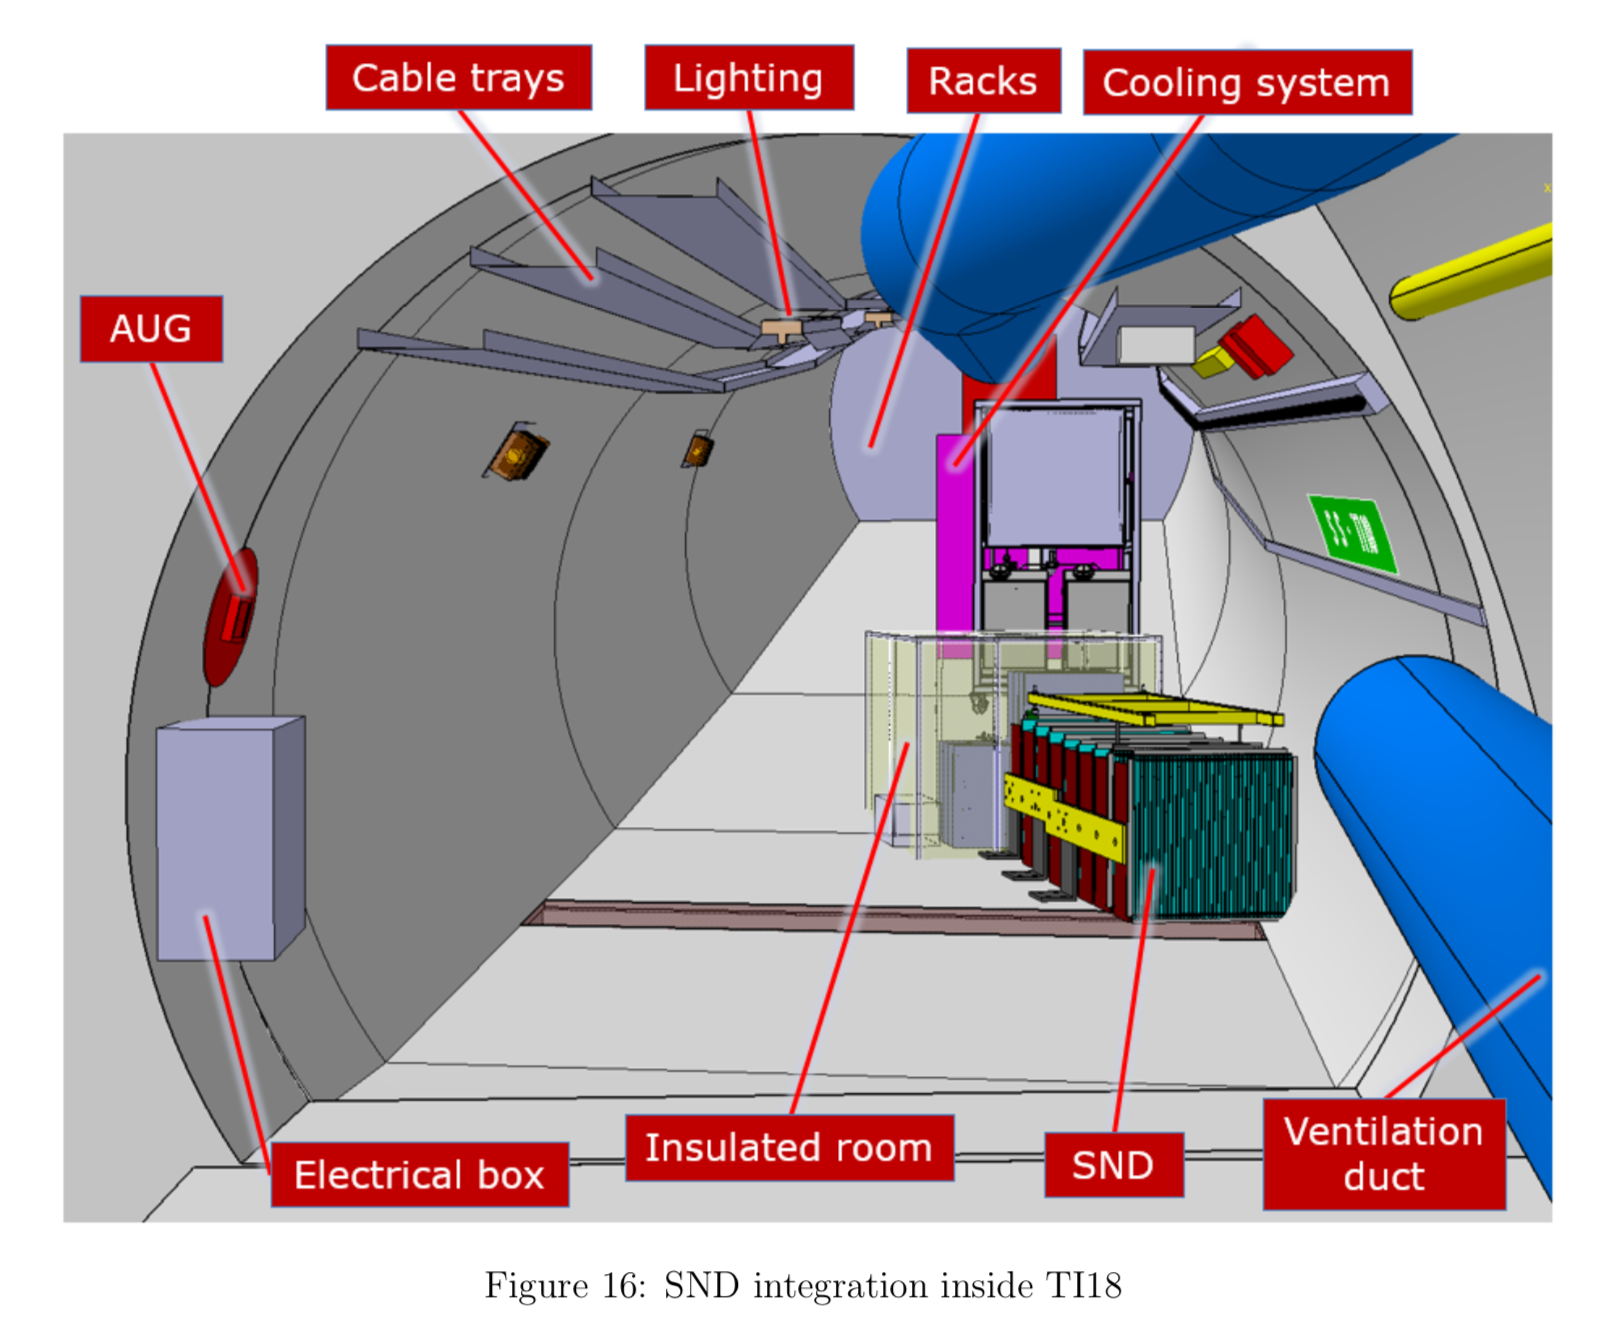 Cable trays
Lighting
Racks
Cooling system
AUG
Electrical box
Insulated room
SND
Ventilation
duct
Figure 16: SND integration inside TI18